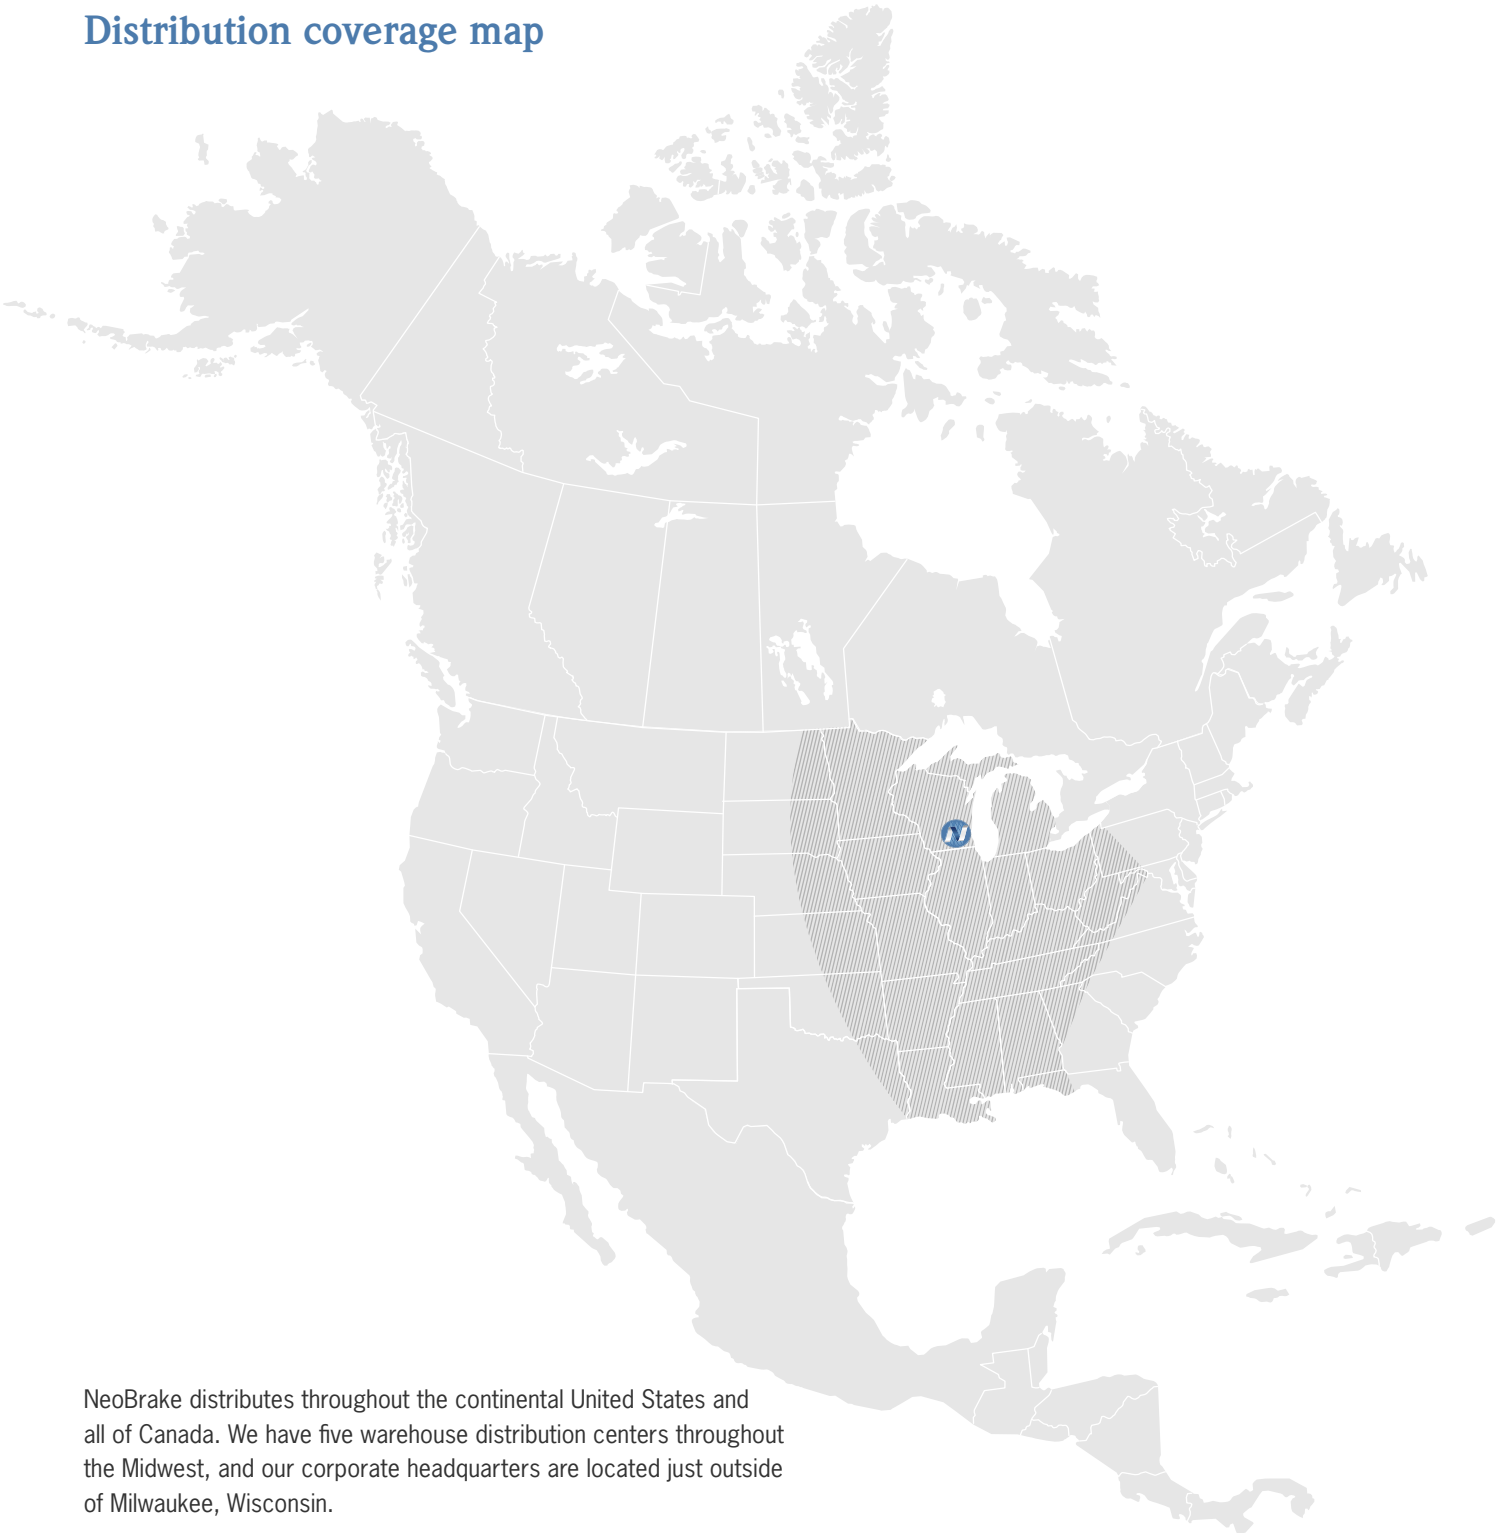 Distribution coverage map
N
NeoBrake distributes throughout the continental United States and
all of Canada. We have five warehouse distribution centers throughout
the Midwest, and our corporate headquarters are located just outside
of Milwaukee, Wisconsin.